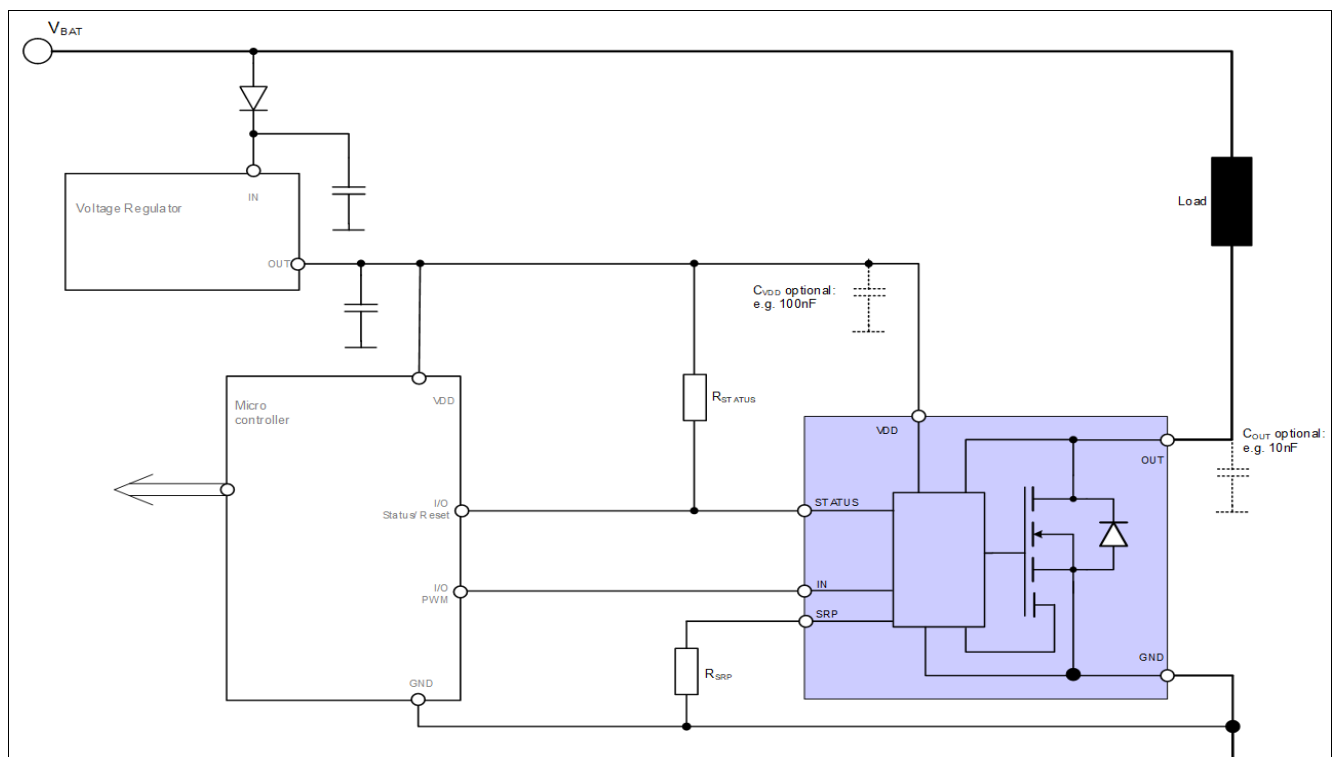 VBAT
IN
Voltage Regulator
OUT
Load
CVDD optional:
e.g. 100nF
Micro
controller
VDD
RSTATUS
VDD
OUT
COUT optional:
e.g. 10nF
I/O
Status/Reset
STATUS
I/O
PWM
IN
SRP
GND
RSRP
GND